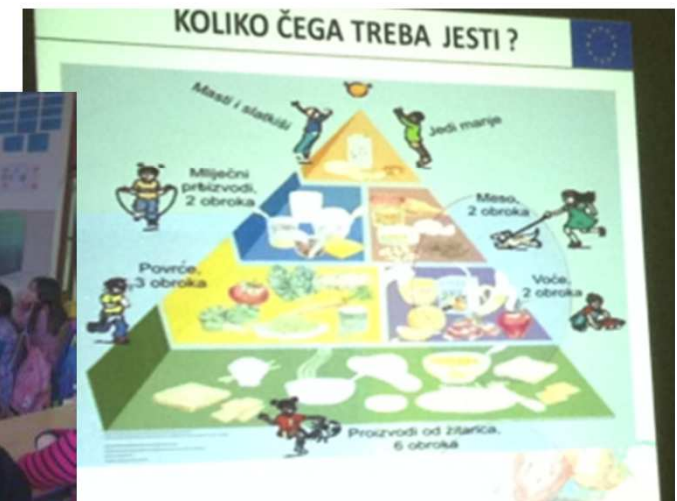 KOLIKO ČEGA TREBA JESTI ?
Masti i slatkiši
Jedi manje
Mliječni
proizvodi,
2 obroka
Meso,
2 obroka
Povrće,
3 obroka
Voće,
2 obroka
Proizvodi od žitarica,
6 obroka